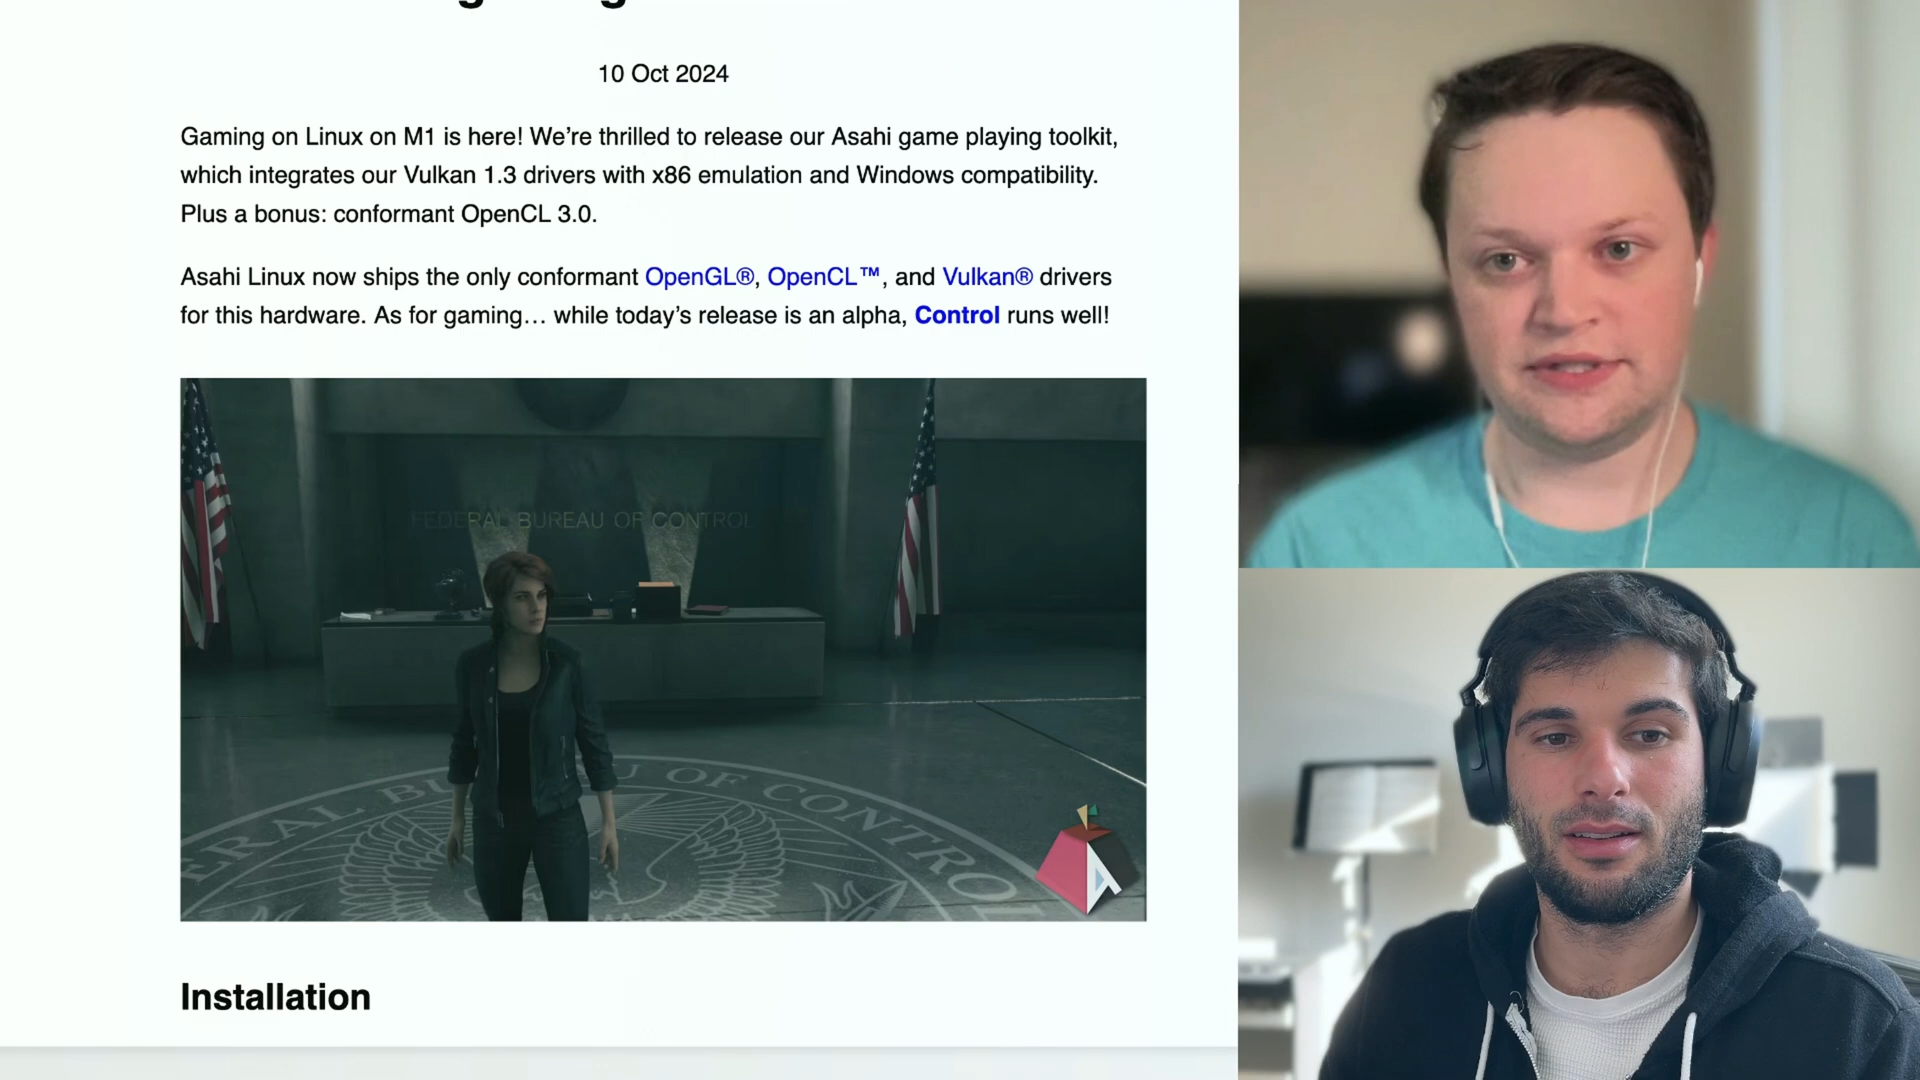 10 Oct 2024
Gaming on Linux on M1 is here! We’re thrilled to release our Asahi game playing toolkit,
which integrates our Vulkan 1.3 drivers with x86 emulation and Windows compatibility.
Plus a bonus: conformant OpenCL 3.0.
Asahi Linux now ships the only conformant OpenGL®, OpenCL™, and Vulkan® drivers
for this hardware. As for gaming… while today’s release is an alpha, Control runs well!
FEDERAL BUREAU OF CONTROL
BUREAU OF CONTROL
Installation